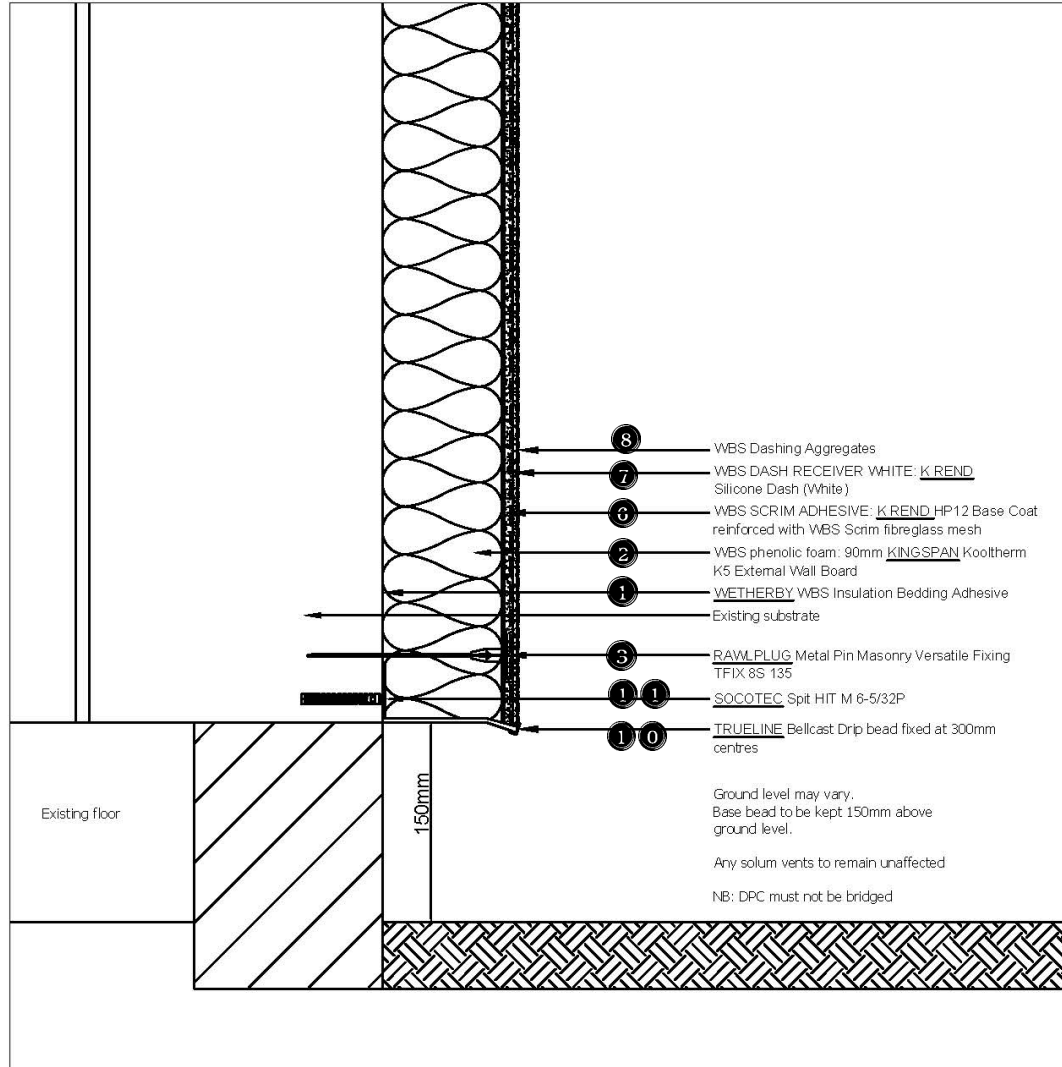 8
WBS Dashing Aggregates
7
WBS DASH RECEIVER WHITE: K REND
Silicone Dash (White)
6
WBS SCRIM ADHESIVE: K REND HP12 Base Coat
reinforced with WBS Scrim fibreglass mesh
2
WBS phenolic foam: 90mm KINGSPAN Kooltherm
K5 External Wall Board
1
WETHERBY WBS Insulation Bedding Adhesive
Existing substrate
3
RAWLPLUG Metal Pin Masonry Versatile Fixing
TFIX 8S 135
1 1
SOCOTEC Spit HIT M 6-5/32P
1 0
TRUELINE Bellcast Drip bead fixed at 300mm
centres
150mm
Existing floor
Ground level may vary.
Base bead to be kept 150mm above
ground level.
Any solum vents to remain unaffected
NB: DPC must not be bridged